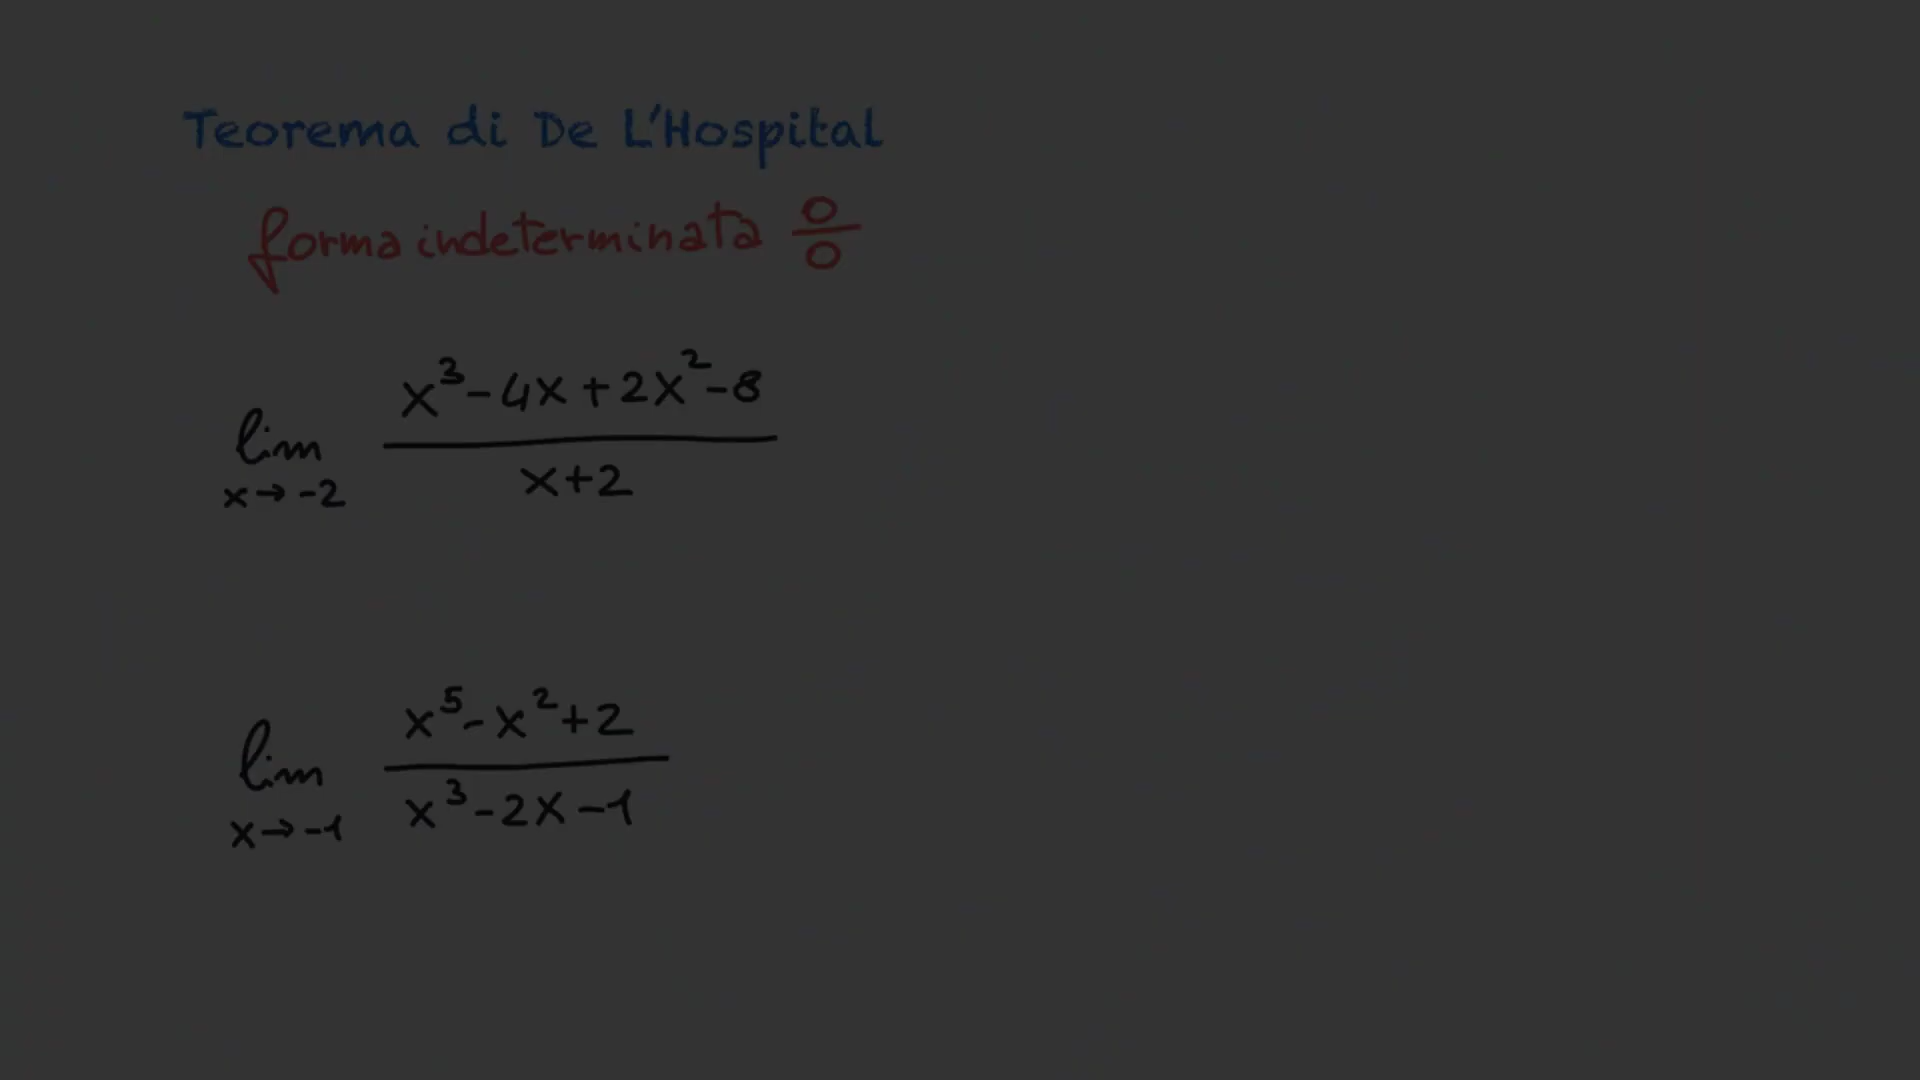 Teorema di De L'Hospital
forma indeterminata 0/0
lim x→-2 (x³-4x+2x²-8)/(x+2)
lim x→-1 (x⁵-x²+2)/(x³-2x-1)